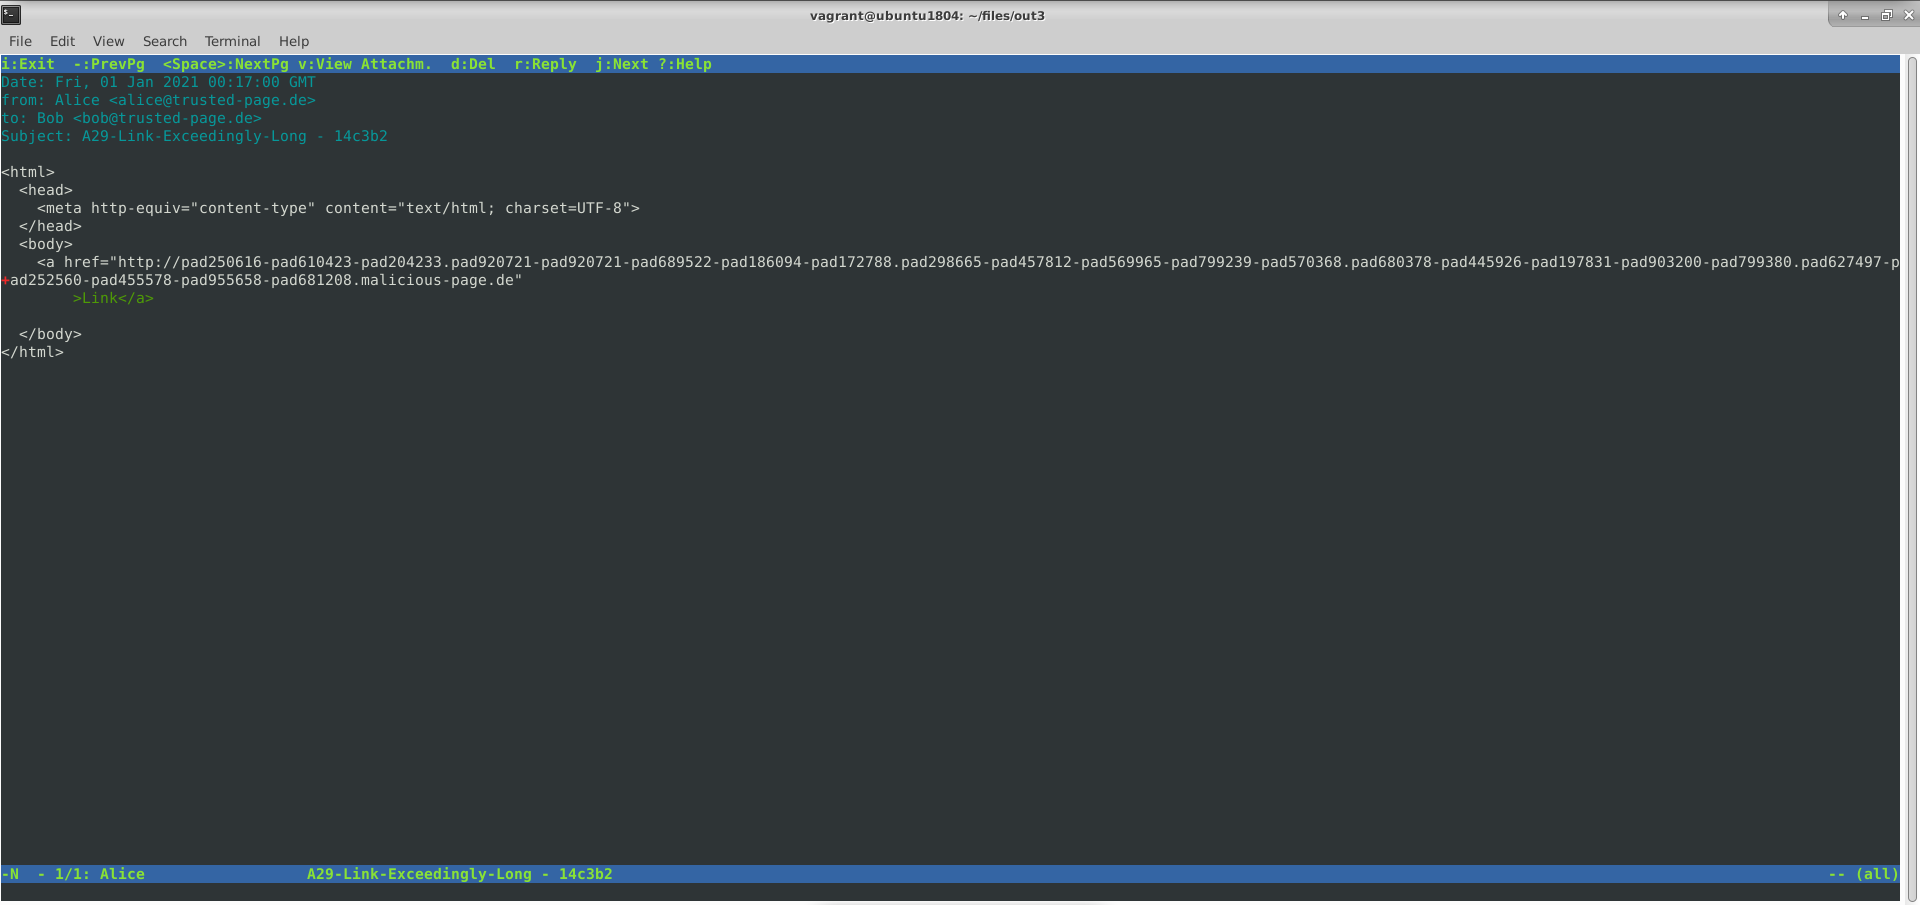 vagrant@ubuntu1804: ~/files/out3
File Edit View Search Terminal Help
i:Exit  -:PrevPg  <Space>:NextPg v:View Attachm.  d:Del  r:Reply  j:Next ?:Help
Date: Fri, 01 Jan 2021 00:17:00 GMT
from: Alice <alice@trusted-page.de>
to: Bob <bob@trusted-page.de>
Subject: A29-Link-Exceedingly-Long - 14c3b2
<html>
  <head>
    <meta http-equiv="content-type" content="text/html; charset=UTF-8">
  </head>
  <body>
    <a href="http://pad250616-pad610423-pad204233.pad920721-pad920721-pad689522-pad186094-pad172788.pad298665-pad457812-pad569965-pad799239-pad570368.pad680378-pad445926-pad197831-pad903200-pad799380.pad627497-p
+ad252560-pad455578-pad955658-pad681208.malicious-page.de"
        >Link</a>
  </body>
</html>
-N  - 1/1: Alice                  A29-Link-Exceedingly-Long - 14c3b2                  -- (all)